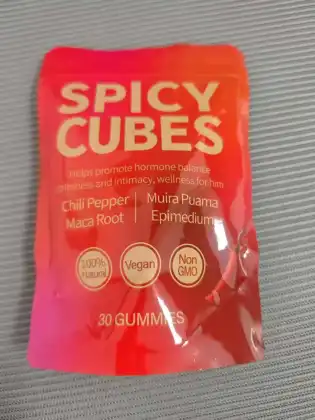 SPICY
CUBES
Helps promote hormone balance
and intimacy, wellness for him
Chili Pepper | Muira Puama
Maca Root | Epimedium
100%
Natural
Vegan
Non
GMO
30 GUMMIES